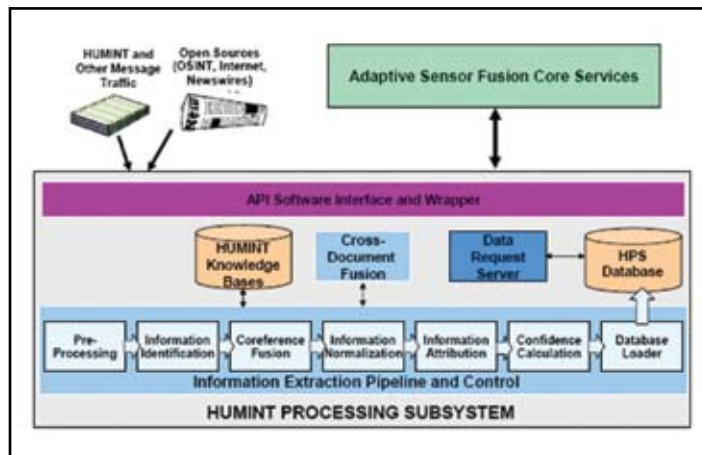 HUMINT and
Other Message
Traffic
Open Sources
(OSINT, Internet,
Newswires)
New
Adaptive Sensor Fusion Core Services
API Software Interface and Wrapper
HUMINT
Knowledge
Bases
Cross-
Document
Fusion
Data
Request
Server
HPS
Database
Pre-
Processing
Information
Identification
Coreference
Fusion
Information
Normalization
Information
Attribution
Confidence
Calculation
Database
Loader
Information Extraction Pipeline and Control
HUMINT PROCESSING SUBSYSTEM